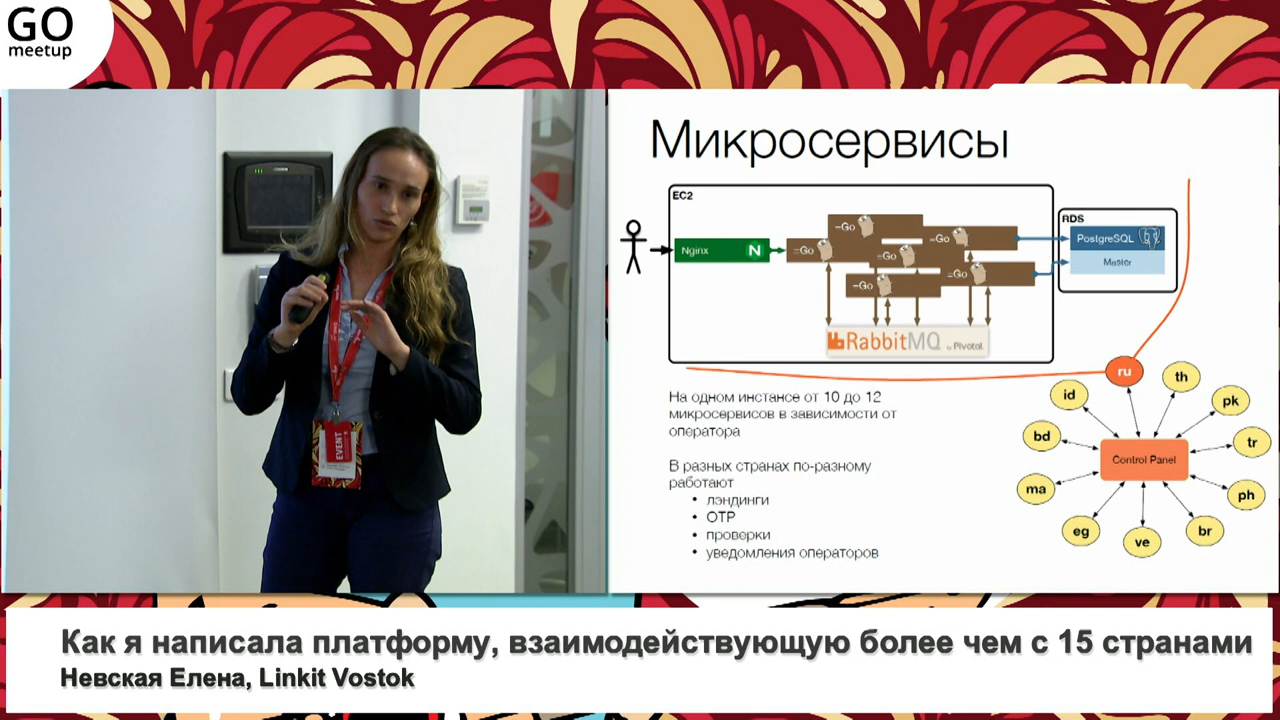 GO
meetup
EVENT
Микросервисы
EC2
Nginx
N
=Go
=Go
=Go
=Go
=Go
=Go
RabbitMQ by Pivotal.
RDS
PostgreSQL
Master
На одном инстансе от 10 до 12
микросервисов в зависимости от
оператора
В разных странах по-разному
работают
• лэндинги
• OTP
• проверки
• уведомления операторов
ru
th
id
pk
bd
tr
Control Panel
ma
ph
eg
br
ve
Как я написала платформу, взаимодействующую более чем с 15 странами
Невская Елена, Linkit Vostok